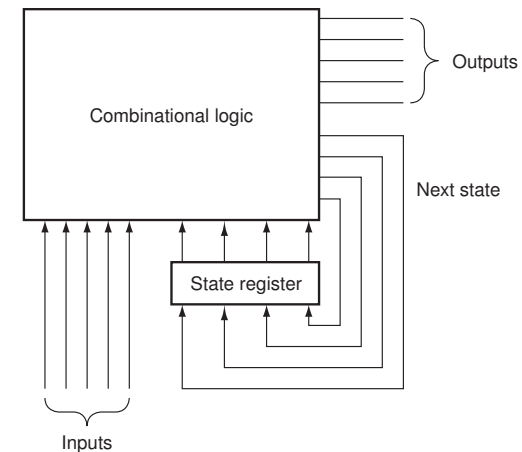 Outputs
Combinational logic
Next state
State register
Inputs